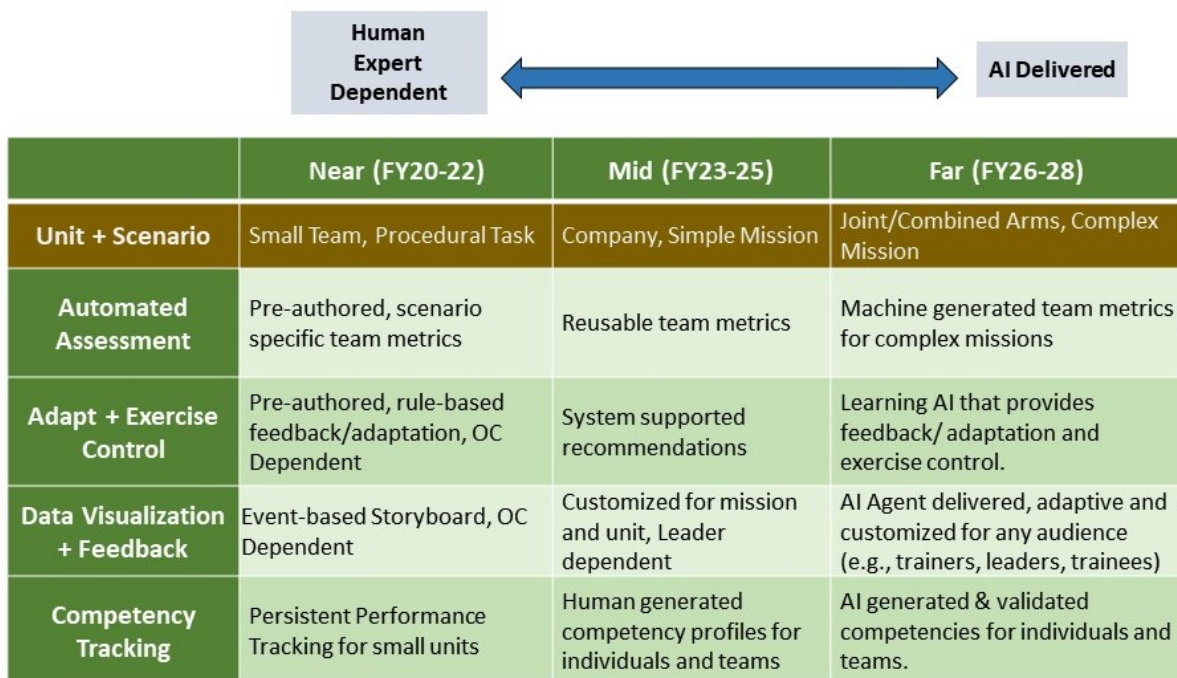 Human
Expert
Dependent
AI Delivered
Near (FY20-22)
Mid (FY23-25)
Far (FY26-28)
Unit + Scenario
Small Team, Procedural Task
Company, Simple Mission
Joint/Combined Arms, Complex
Mission
Automated
Assessment
Pre-authored, scenario
specific team metrics
Reusable team metrics
Machine generated team metrics
for complex missions
Adapt + Exercise
Control
Pre-authored, rule-based
feedback/adaptation, OC
Dependent
System supported
recommendations
Learning AI that provides
feedback/ adaptation and
exercise control.
Data Visualization
+ Feedback
Event-based Storyboard, OC
Dependent
Customized for mission
and unit, Leader
dependent
AI Agent delivered, adaptive and
customized for any audience
(e.g., trainers, leaders, trainees)
Competency
Tracking
Persistent Performance
Tracking for small units
Human generated
competency profiles for
individuals and teams
AI generated & validated
competencies for individuals and
teams.